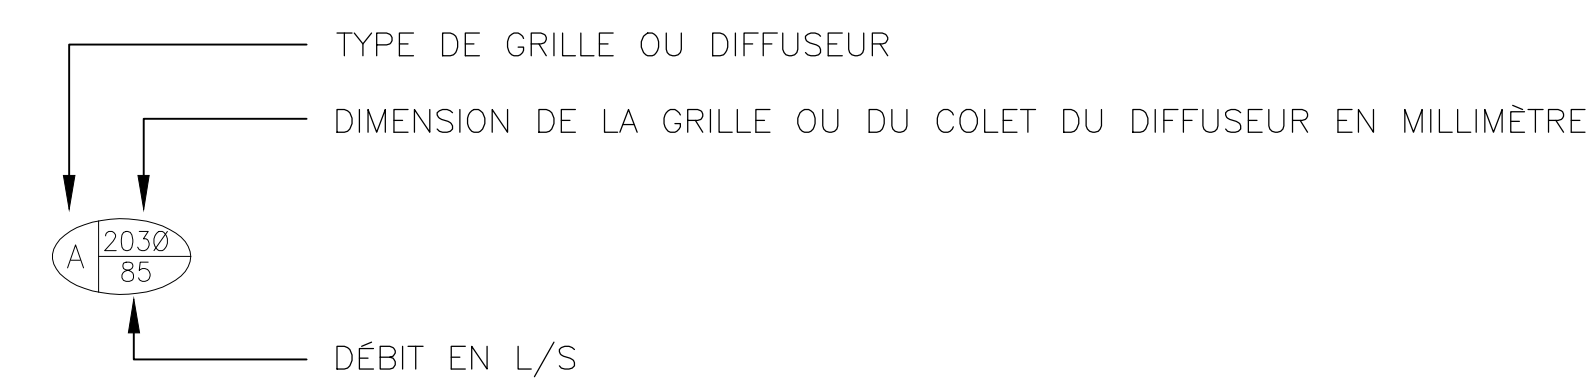 TYPE DE GRILLE OU DIFFUSEUR
DIMENSION DE LA GRILLE OU DU COLET DU DIFFUSEUR EN MILLIMÈTRE
A
203Ø
85
DÉBIT EN L/S